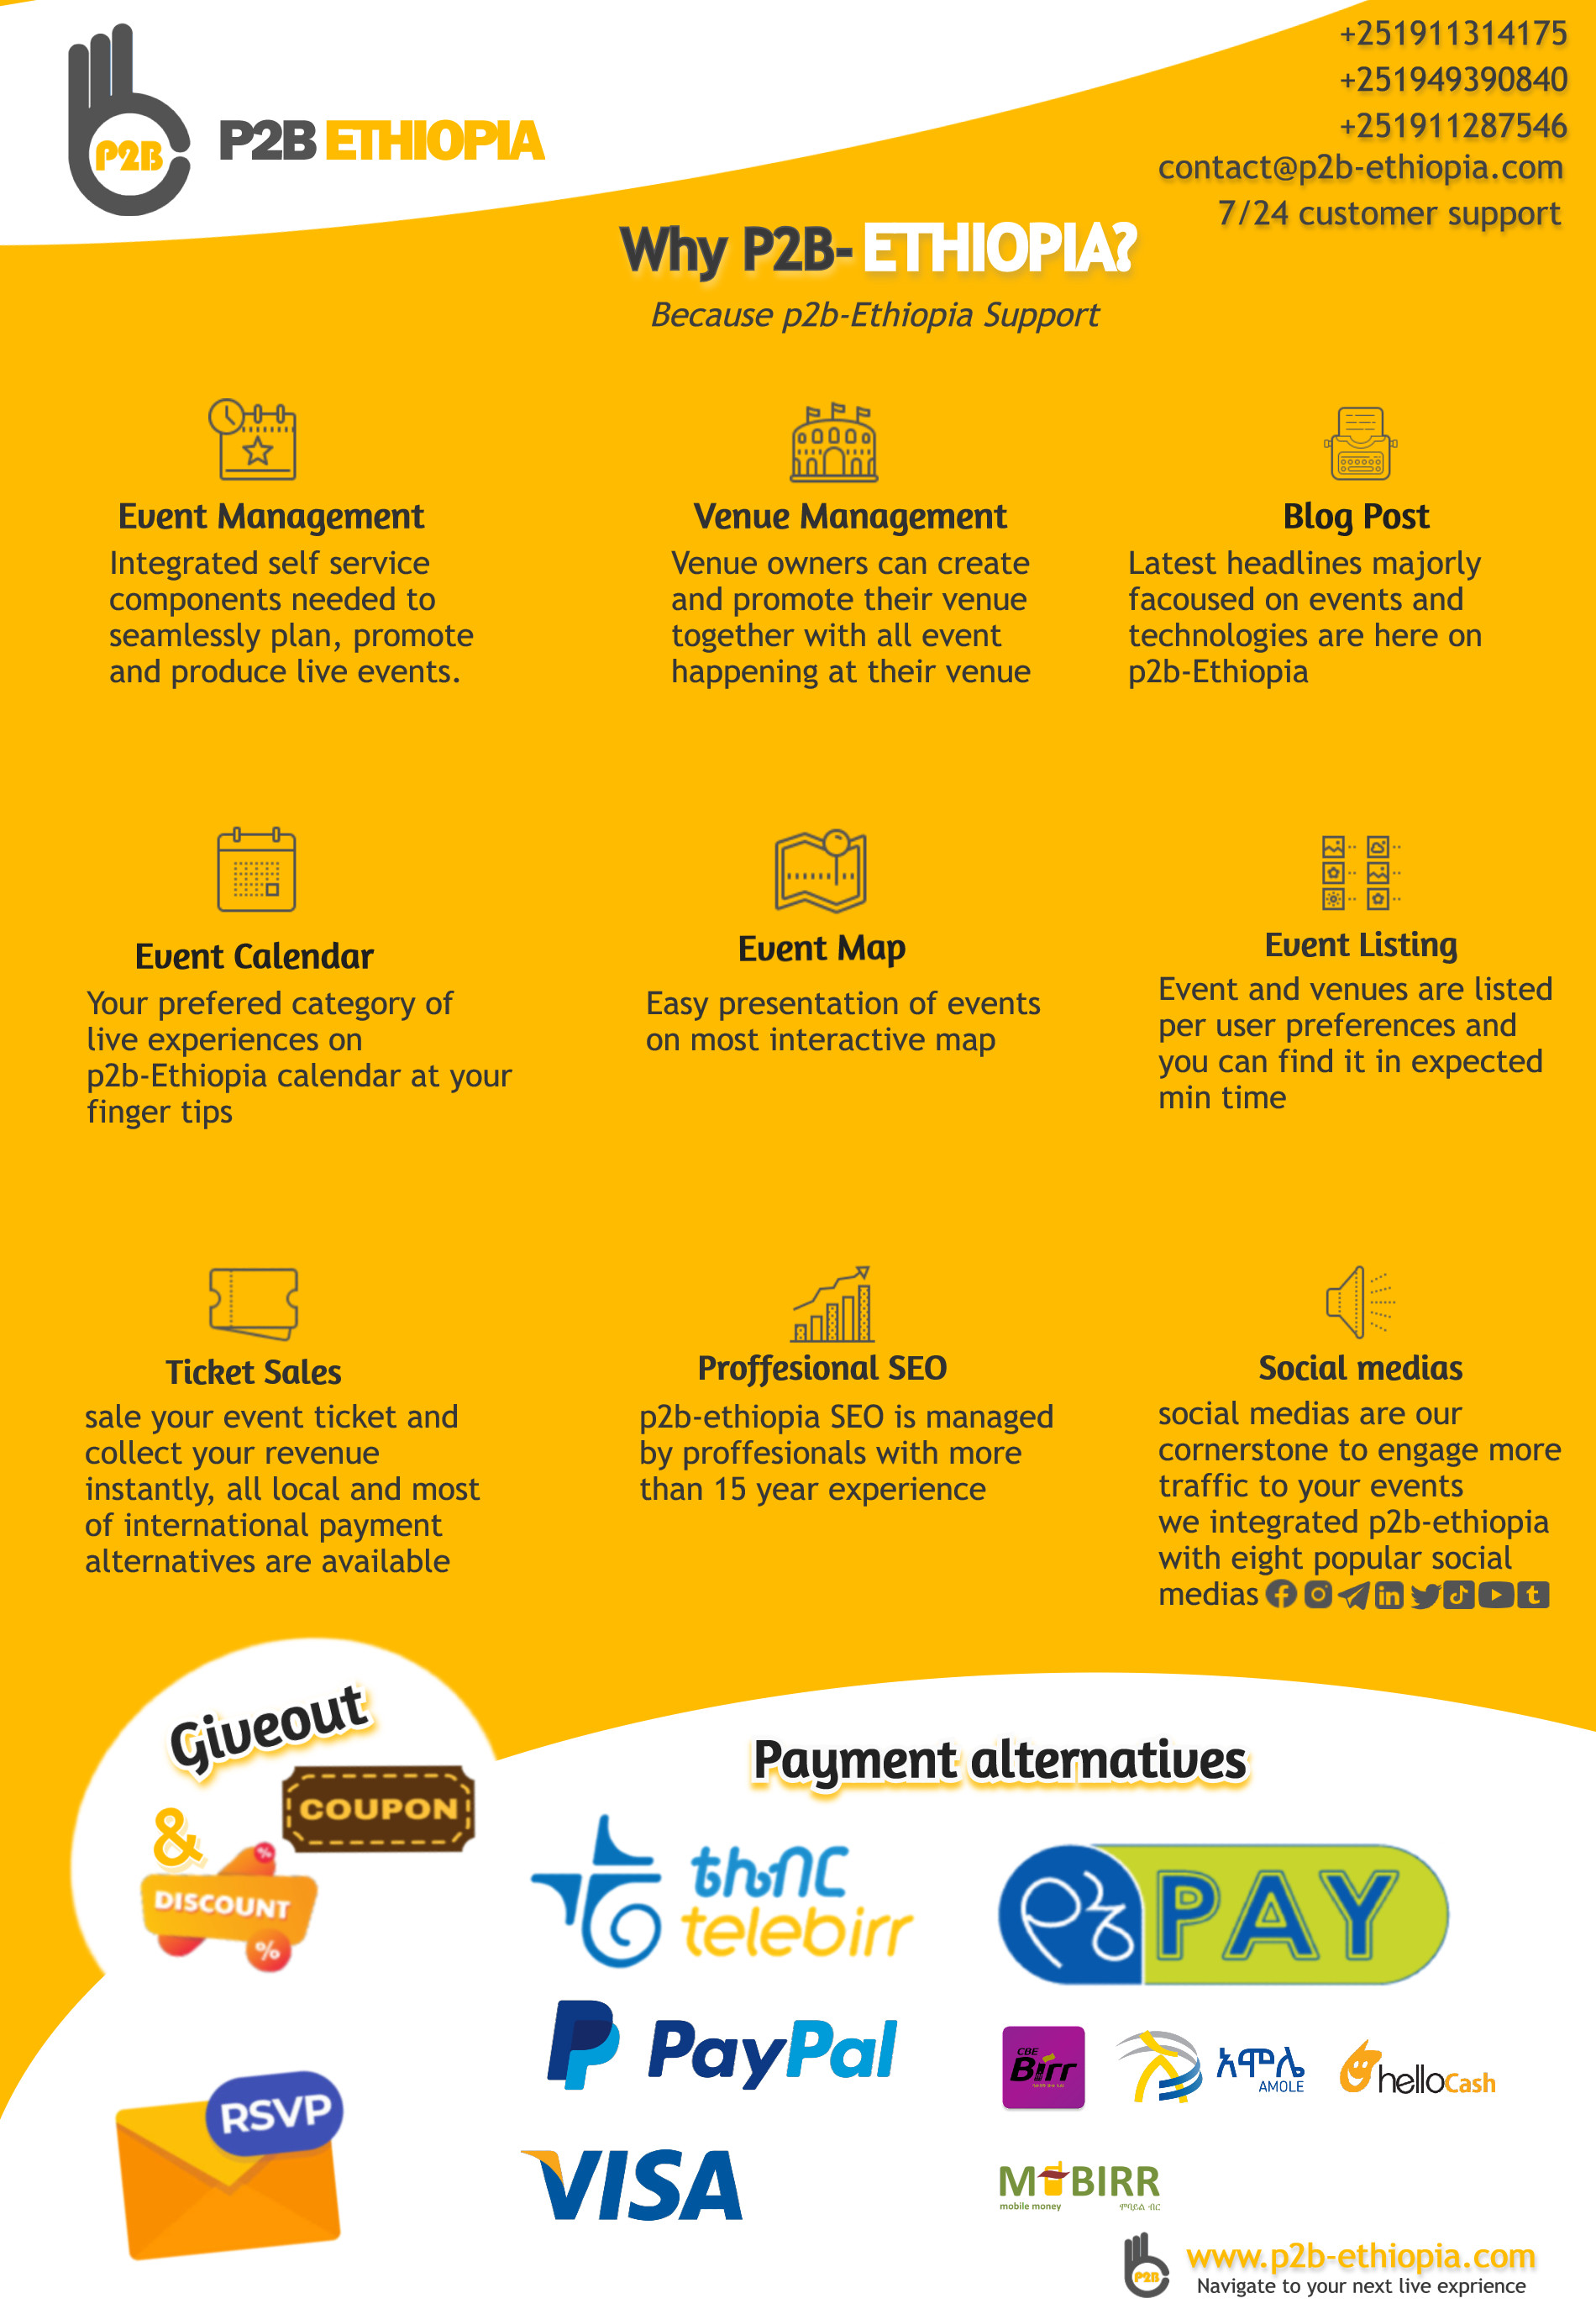 P2B
P2B ETHIOPIA
+251911314175
+251949390840
+251911287546
contact@p2b-ethiopia.com
7/24 customer support
Why P2B- ETHIOPIA?
Because p2b-Ethiopia Support
Event Management
Integrated self service
components needed to
seamlessly plan, promote
and produce live events.
Venue Management
Venue owners can create
and promote their venue
together with all event
happening at their venue
Blog Post
Latest headlines majorly
facoused on events and
technologies are here on
p2b-Ethiopia
Event Calendar
Your prefered category of
live experiences on
p2b-Ethiopia calendar at your
finger tips
Event Map
Easy presentation of events
on most interactive map
Event Listing
Event and venues are listed
per user preferences and
you can find it in expected
min time
Ticket Sales
sale your event ticket and
collect your revenue
instantly, all local and most
of international payment
alternatives are available
Proffesional SEO
p2b-ethiopia SEO is managed
by proffesionals with more
than 15 year experience
Social medias
social medias are our
cornerstone to engage more
traffic to your events
we integrated p2b-ethiopia
with eight popular social
medias
Giveout
COUPON
&
DISCOUNT
%
%
RSVP
Payment alternatives
ቴሌብር
telebirr
የኔ PAY
PayPal
CBE
Birr
አሞሌ
AMOLE
helloCash
VISA
M BIRR
mobile money
ሞባይል ብር
P2B
www.p2b-ethiopia.com
Navigate to your next live exprience